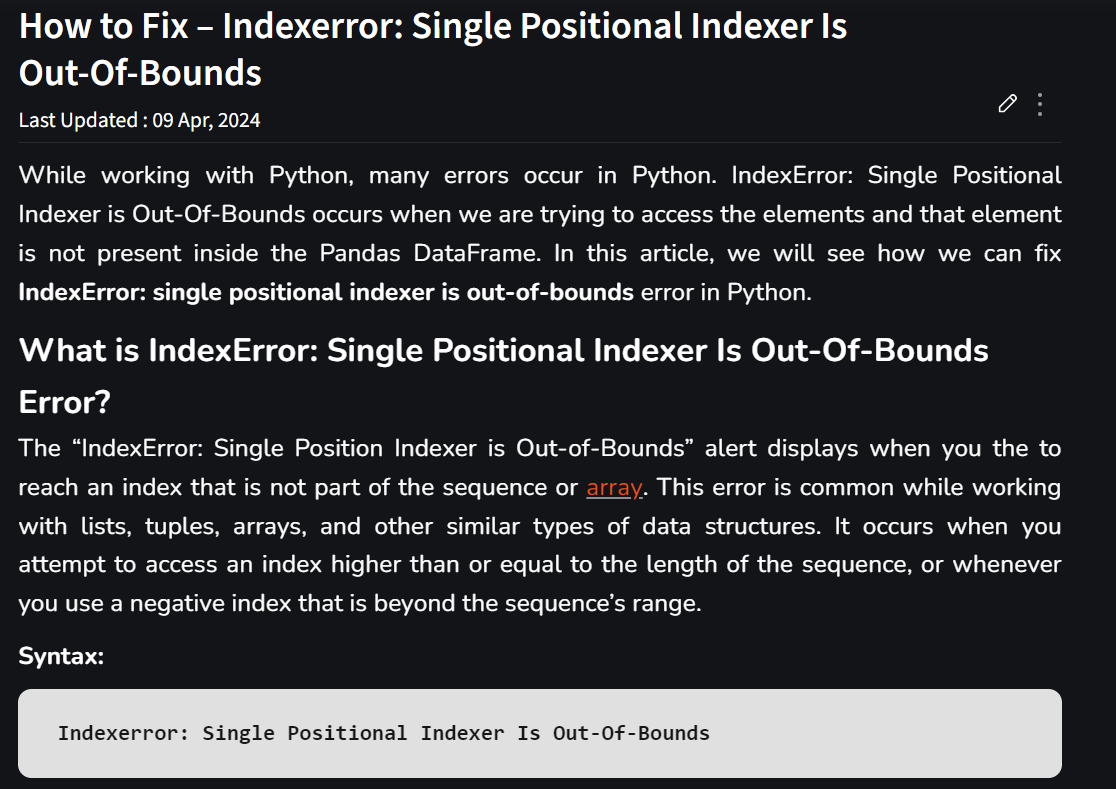 How to Fix – Indexerror: Single Positional Indexer Is
Out-Of-Bounds
Last Updated : 09 Apr, 2024
While working with Python, many errors occur in Python. IndexError: Single Positional
Indexer is Out-Of-Bounds occurs when we are trying to access the elements and that element
is not present inside the Pandas DataFrame. In this article, we will see how we can fix
IndexError: single positional indexer is out-of-bounds error in Python.
What is IndexError: Single Positional Indexer Is Out-Of-Bounds
Error?
The “IndexError: Single Position Indexer is Out-of-Bounds” alert displays when you the to
reach an index that is not part of the sequence or array. This error is common while working
with lists, tuples, arrays, and other similar types of data structures. It occurs when you
attempt to access an index higher than or equal to the length of the sequence, or whenever
you use a negative index that is beyond the sequence’s range.
Syntax:
Indexerror: Single Positional Indexer Is Out-Of-Bounds